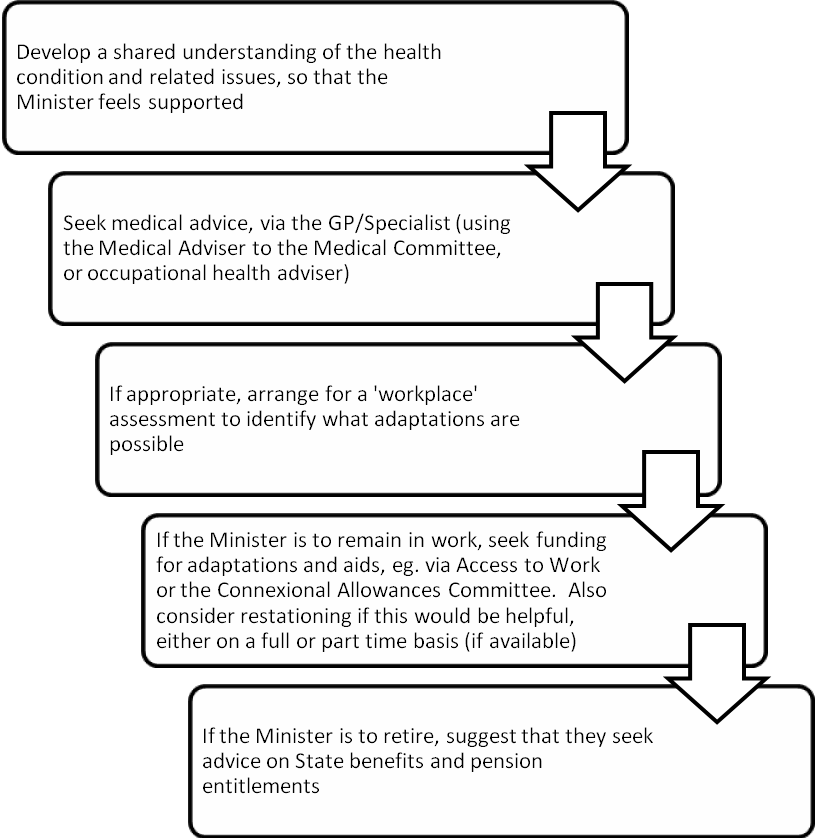 Develop a shared understanding of the health
condition and related issues, so that the
Minister feels supported
Seek medical advice, via the GP/Specialist (using
the Medical Adviser to the Medical Committee,
or occupational health adviser)
If appropriate, arrange for a 'workplace'
assessment to identify what adaptations are
possible
If the Minister is to remain in work, seek funding
for adaptations and aids, eg. via Access to Work
or the Connexional Allowances Committee.  Also
consider restationing if this would be helpful,
either on a full or part time basis (if available)
If the Minister is to retire, suggest that they seek
advice on State benefits and pension
entitlements